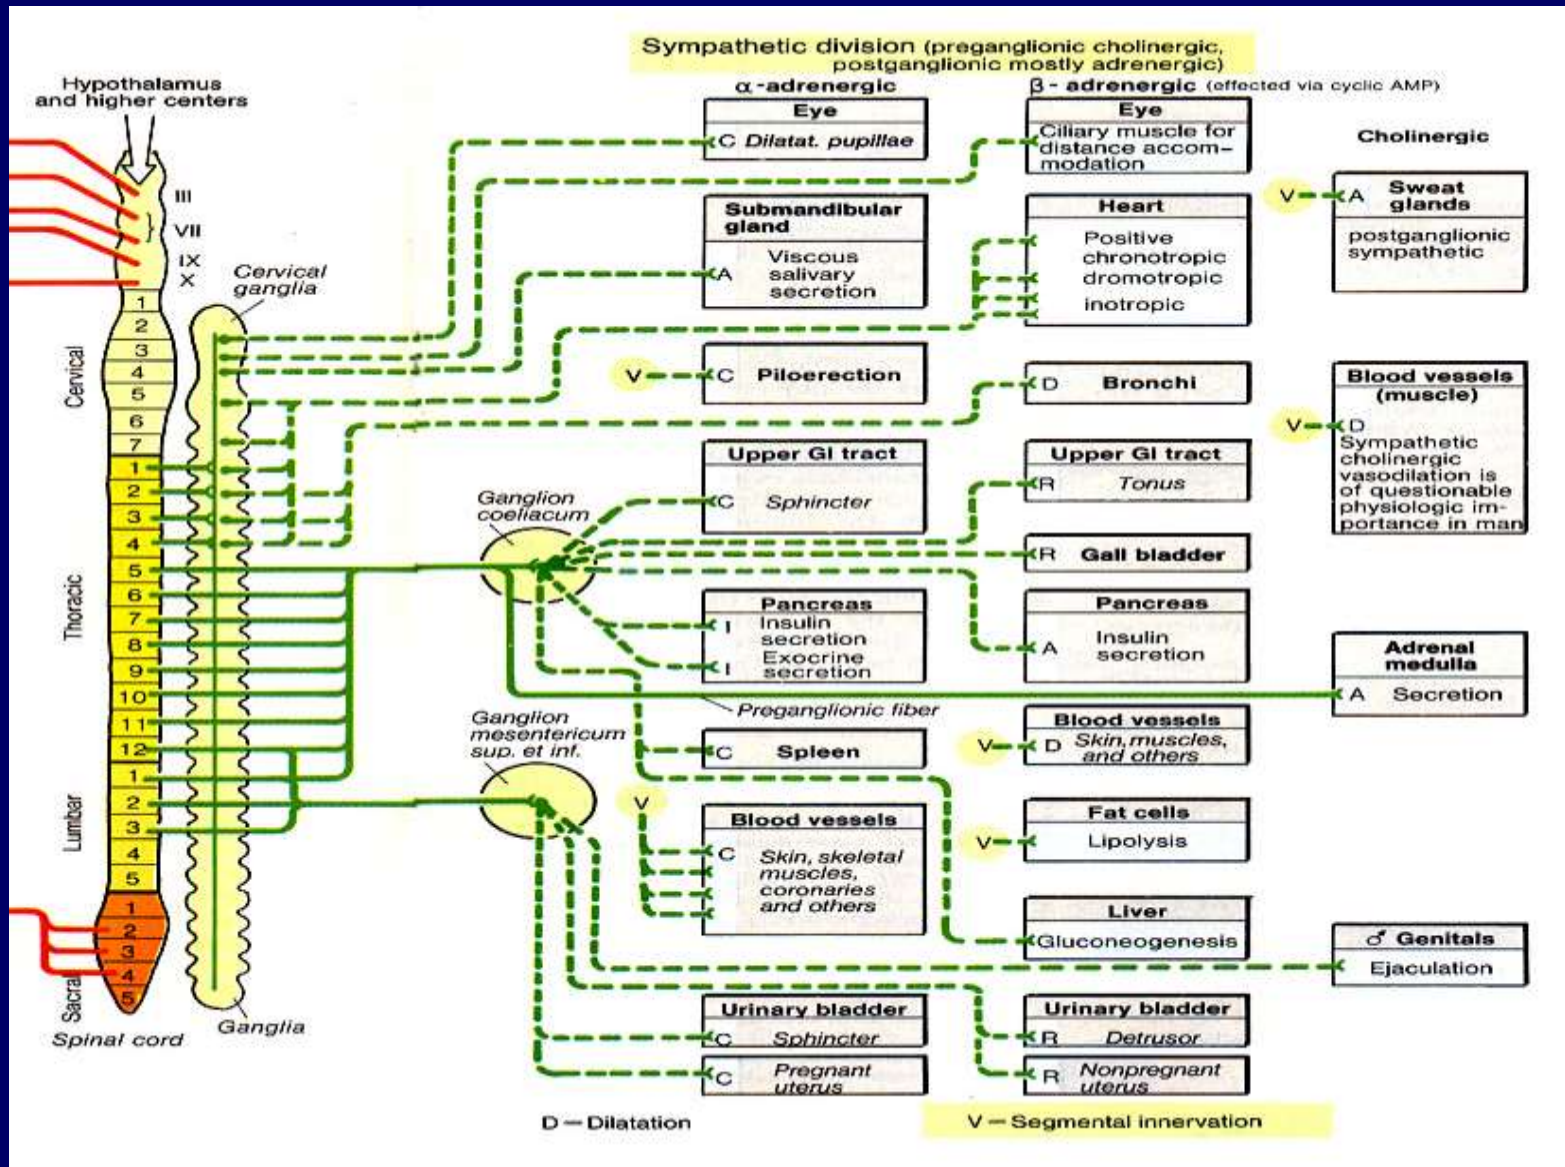 Sympathetic division (preganglionic cholinergic,
postganglionic mostly adrenergic)
α-adrenergic
β- adrenergic (effected via cyclic AMP)
Cholinergic
Hypothalamus
and higher centers
III
VII
IX
X
Cervical
ganglia
Cervical
1
2
3
4
5
6
7
Thoracic
1
2
3
4
5
6
7
8
9
10
11
12
Lumbar
1
2
3
4
5
Sacral
1
2
3
4
5
Spinal cord
Ganglia
Ganglion
coeliacum
Ganglion
mesentericum
sup. et inf.
Preganglionic fiber
Eye
C Dilatat. pupillae
Submandibular
gland
A
Viscous
salivary
secretion
V
C Piloerection
Upper GI tract
C Sphincter
Pancreas
I Insulin
secretion
I Exocrine
secretion
C Spleen
V
Blood vessels
C
Skin, skeletal
muscles,
coronaries
and others
Urinary bladder
C Sphincter
C Pregnant
uterus
Eye
Ciliary muscle for
distance accom-
modation
Heart
Positive
chronotropic
dromotropic
inotropic
D Bronchi
Upper GI tract
R Tonus
R Gall bladder
Pancreas
A Insulin
secretion
Blood vessels
V D Skin, muscles,
and others
Fat cells
V Lipolysis
Liver
Gluconeogenesis
Urinary bladder
R Detrusor
R Nonpregnant
uterus
V A Sweat
glands
postganglionic
sympathetic
Blood vessels
(muscle)
V D
Sympathetic
cholinergic
vasodilation is
of questionable
physiologic im-
portance in man
Adrenal
medulla
A Secretion
♂ Genitals
Ejaculation
D — Dilatation
V — Segmental innervation